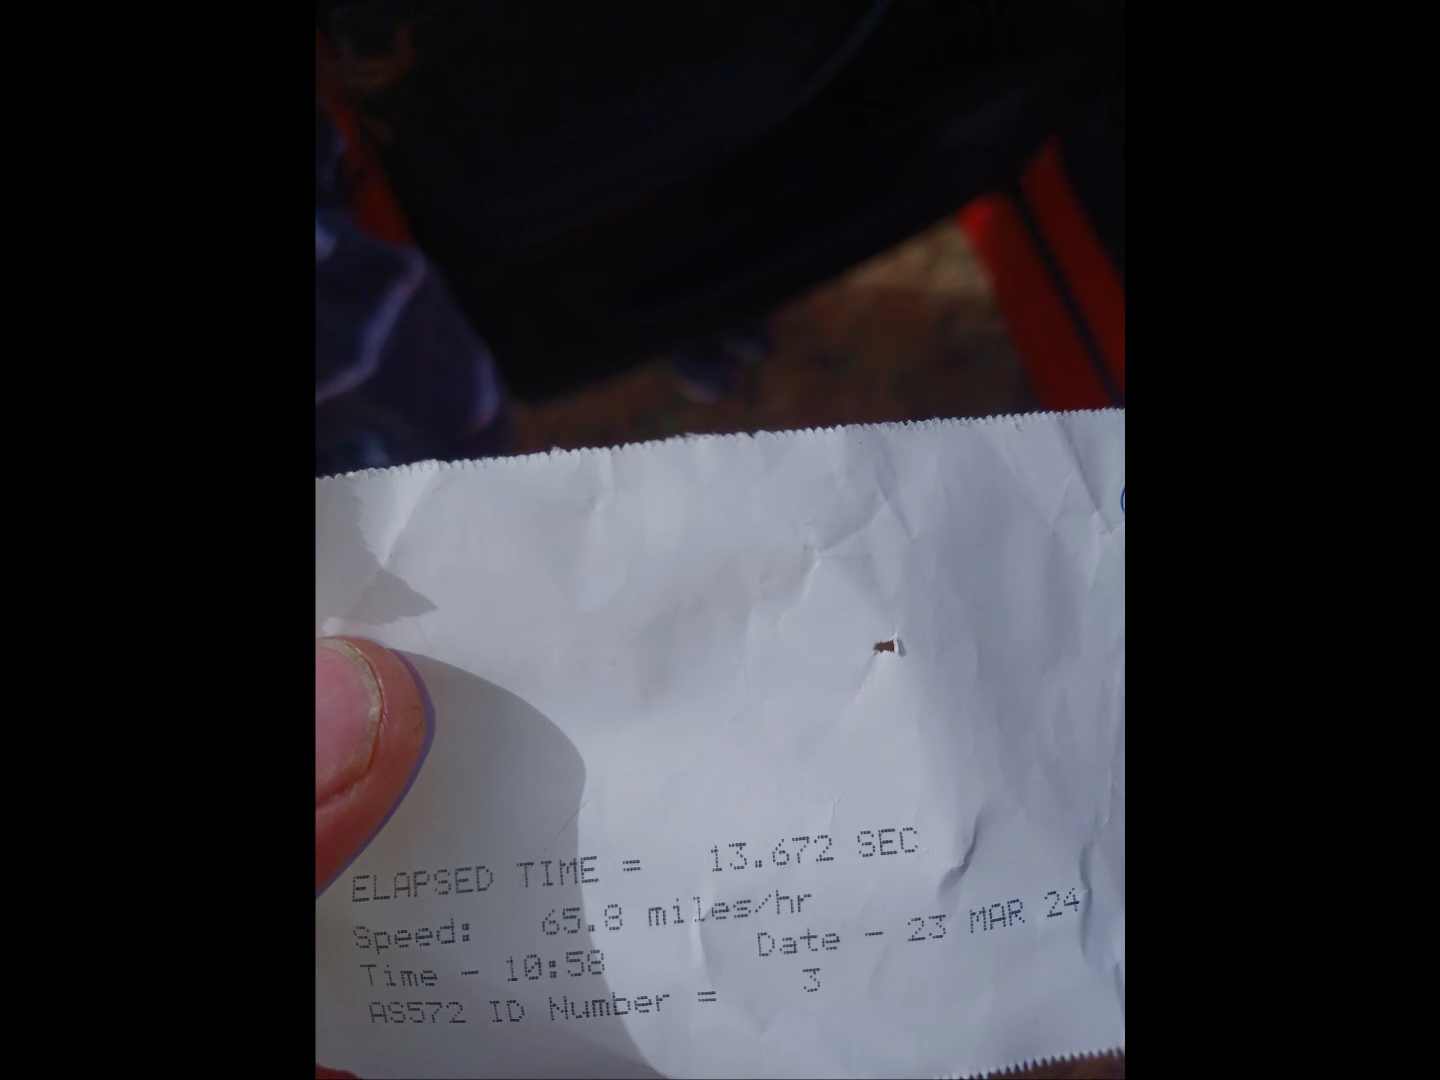 ELAPSED TIME = 13.672 SEC
Speed: 65.8 miles/hr
Time - 10:58 Date - 23 MAR 24
AS572 ID Number = 3